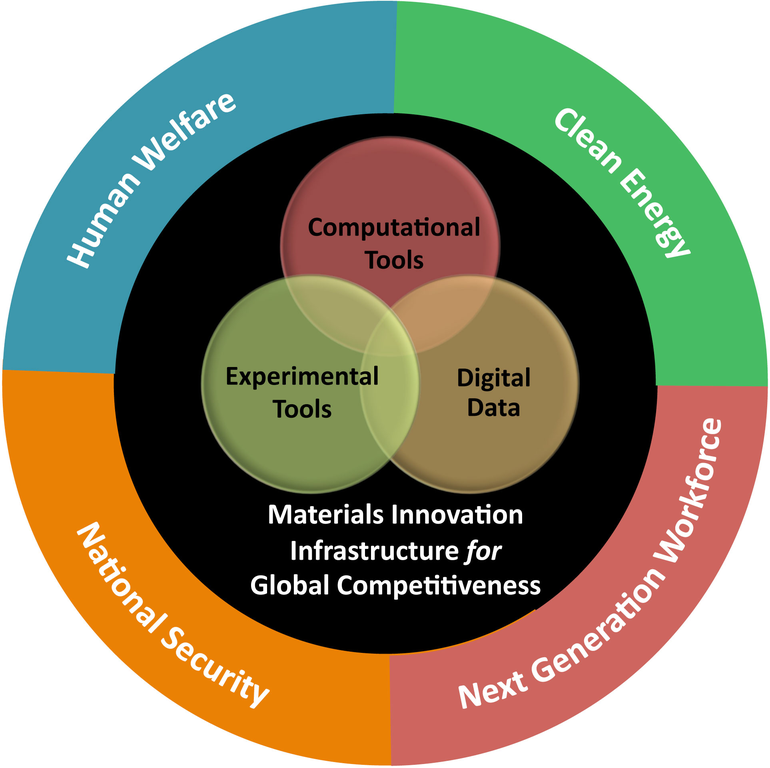 Human Welfare
Clean Energy
Computational
Tools
Experimental
Tools
Digital
Data
Materials Innovation
Infrastructure for
Global Competitiveness
National Security
Next Generation Workforce